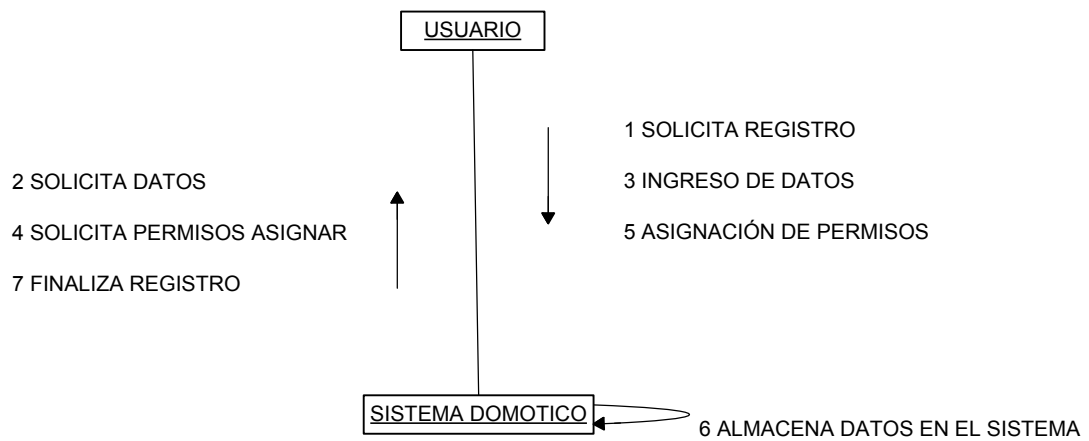 USUARIO
1 SOLICITA REGISTRO
2 SOLICITA DATOS
3 INGRESO DE DATOS
4 SOLICITA PERMISOS ASIGNAR
5 ASIGNACIÓN DE PERMISOS
7 FINALIZA REGISTRO
SISTEMA DOMOTICO
6 ALMACENA DATOS EN EL SISTEMA